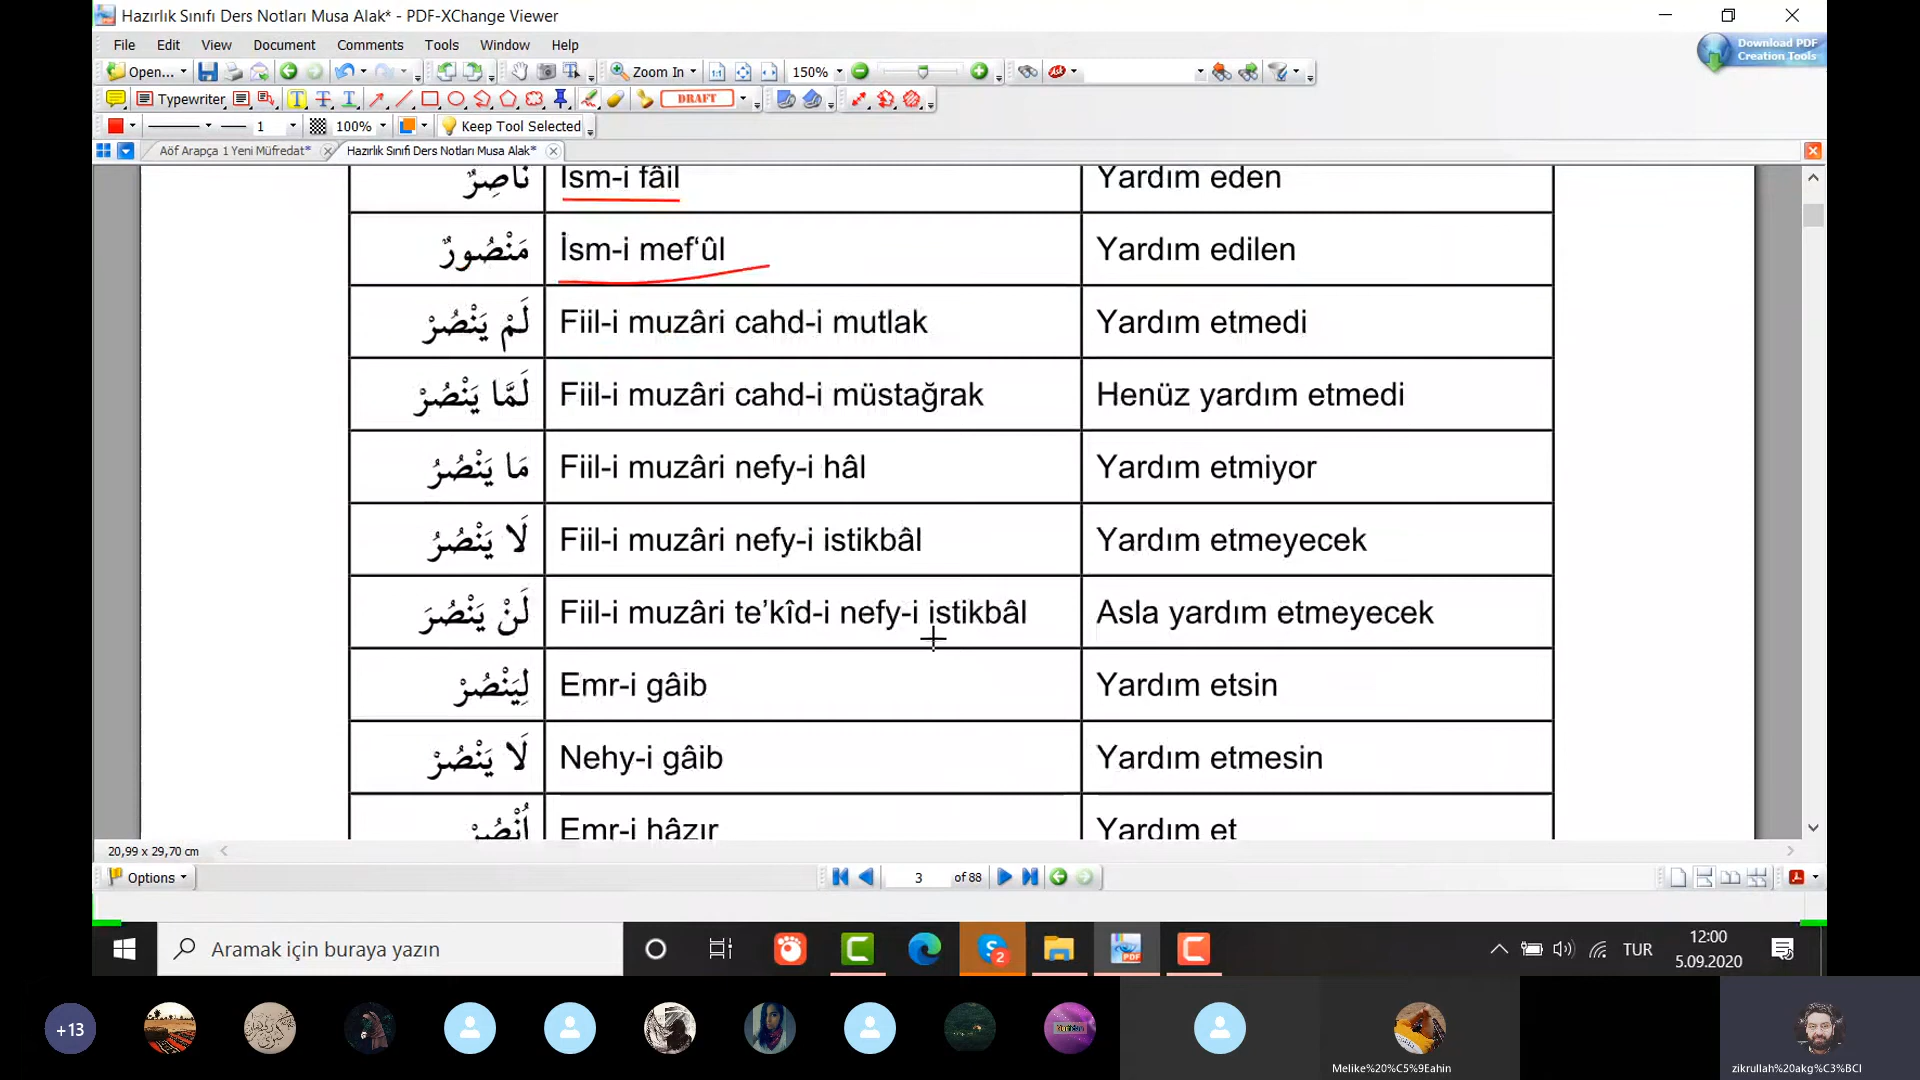 Hazırlık Sınıfı Ders Notları Musa Alak* - PDF-XChange Viewer
File Edit View Document Comments Tools Window Help
Download PDF
Creation Tools
Open... Zoom In 150%
Typewriter DRAFT
1 100% Keep Tool Selected
Aöf Arapça 1 Yeni Müfredat* Hazırlık Sınıfı Ders Notları Musa Alak*
نَاصِرٌ İsm-i fâil Yardım eden
مَنْصُورٌ İsm-i mef‘ûl Yardım edilen
لَمْ يَنْصُرْ Fiil-i muzâri cahd-i mutlak Yardım etmedi
لَمَّا يَنْصُرْ Fiil-i muzâri cahd-i müstağrak Henüz yardım etmedi
مَا يَنْصُرُ Fiil-i muzâri nefy-i hâl Yardım etmiyor
لَا يَنْصُرُ Fiil-i muzâri nefy-i istikbâl Yardım etmeyecek
لَنْ يَنْصُرَ Fiil-i muzâri te’kîd-i nefy-i istikbâl Asla yardım etmeyecek
لِيَنْصُرْ Emr-i gâib Yardım etsin
لَا يَنْصُرْ Nehy-i gâib Yardım etmesin
اُنْصُرْ Emr-i hâzır Yardım et
20,99 x 29,70 cm
Options 3 of 88
Aramak için buraya yazın 2 TUR 12:00
5.09.2020
+13
Melike%20%C5%9Eahin zikrullah%20akg%C3%BCl